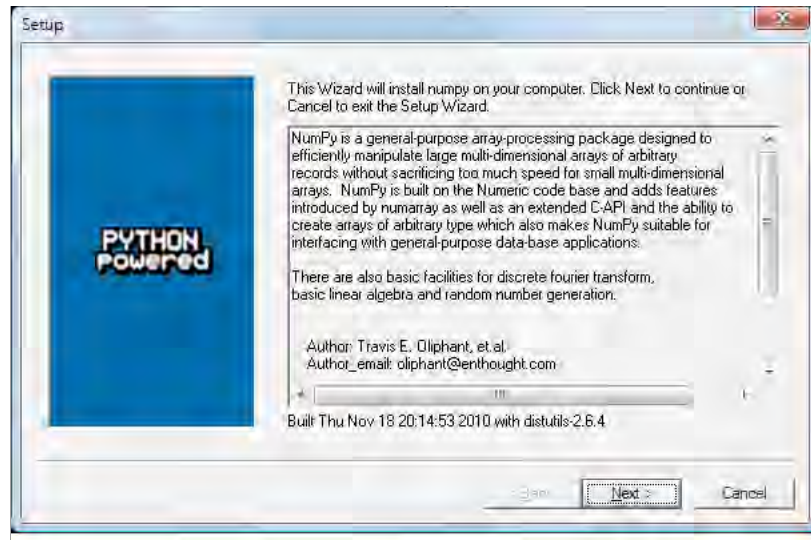 Setup
This Wizard will install numpy on your computer. Click Next to continue or
Cancel to exit the Setup Wizard.
NumPy is a general-purpose array-processing package designed to
efficiently manipulate large multi-dimensional arrays of arbitrary
records without sacrificing too much speed for small multi-dimensional
arrays. NumPy is built on the Numeric code base and adds features
introduced by numarray as well as an extended C-API and the ability to
create arrays of arbitrary type which also makes NumPy suitable for
interfacing with general-purpose data-base applications.
There are also basic facilities for discrete fourier transform,
basic linear algebra and random number generation.
PYTHON
Powered
Author: Travis E. Oliphant, et.al.
Author_email: oliphant@enthought.com
Built Thu Nov 18 20:14:53 2010 with distutils-2.6.4
Next >
Cancel